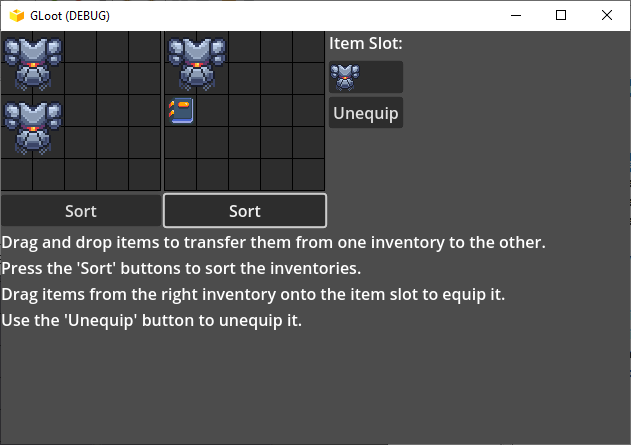 GLoot (DEBUG)
Item Slot:
Unequip
Sort
Sort
Drag and drop items to transfer them from one inventory to the other.
Press the 'Sort' buttons to sort the inventories.
Drag items from the right inventory onto the item slot to equip it.
Use the 'Unequip' button to unequip it.